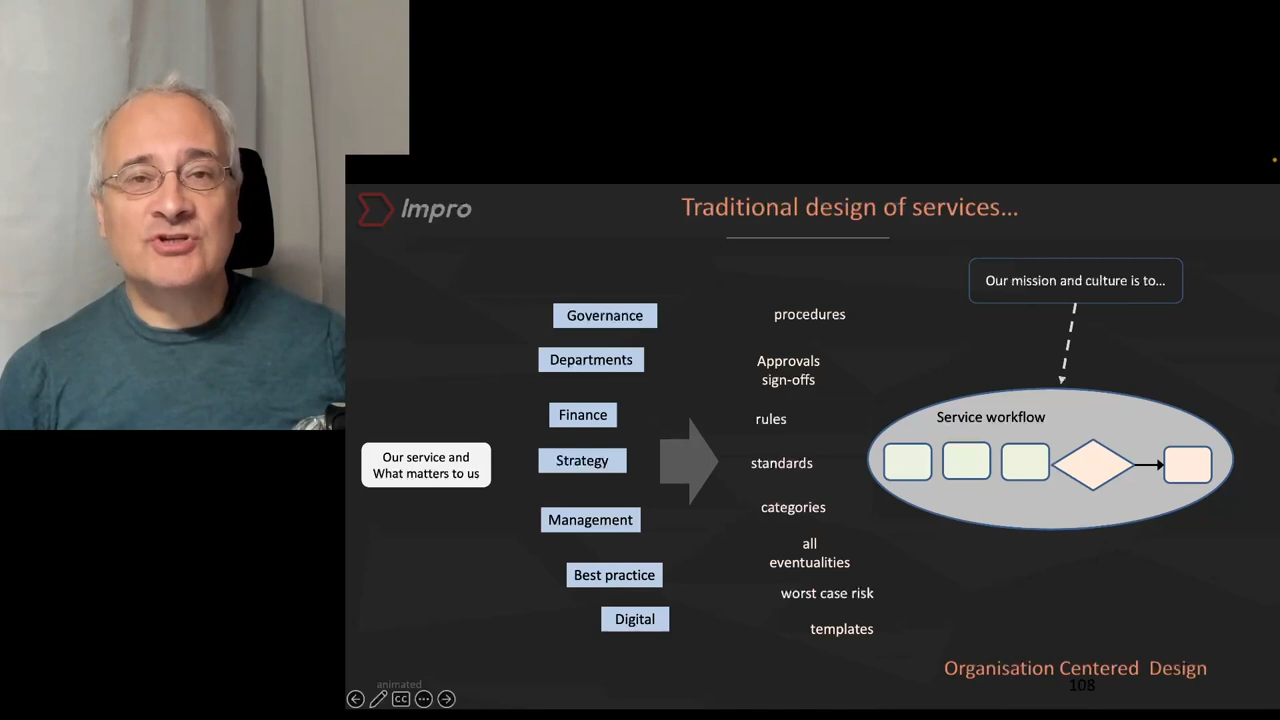 Impro
Traditional design of services...
Our mission and culture is to...
Governance
procedures
Departments
Approvals
sign-offs
Finance
rules
Service workflow
Our service and
What matters to us
Strategy
standards
Management
categories
all
eventualities
Best practice
worst case risk
Digital
templates
Organisation Centered Design
animated
108
CC